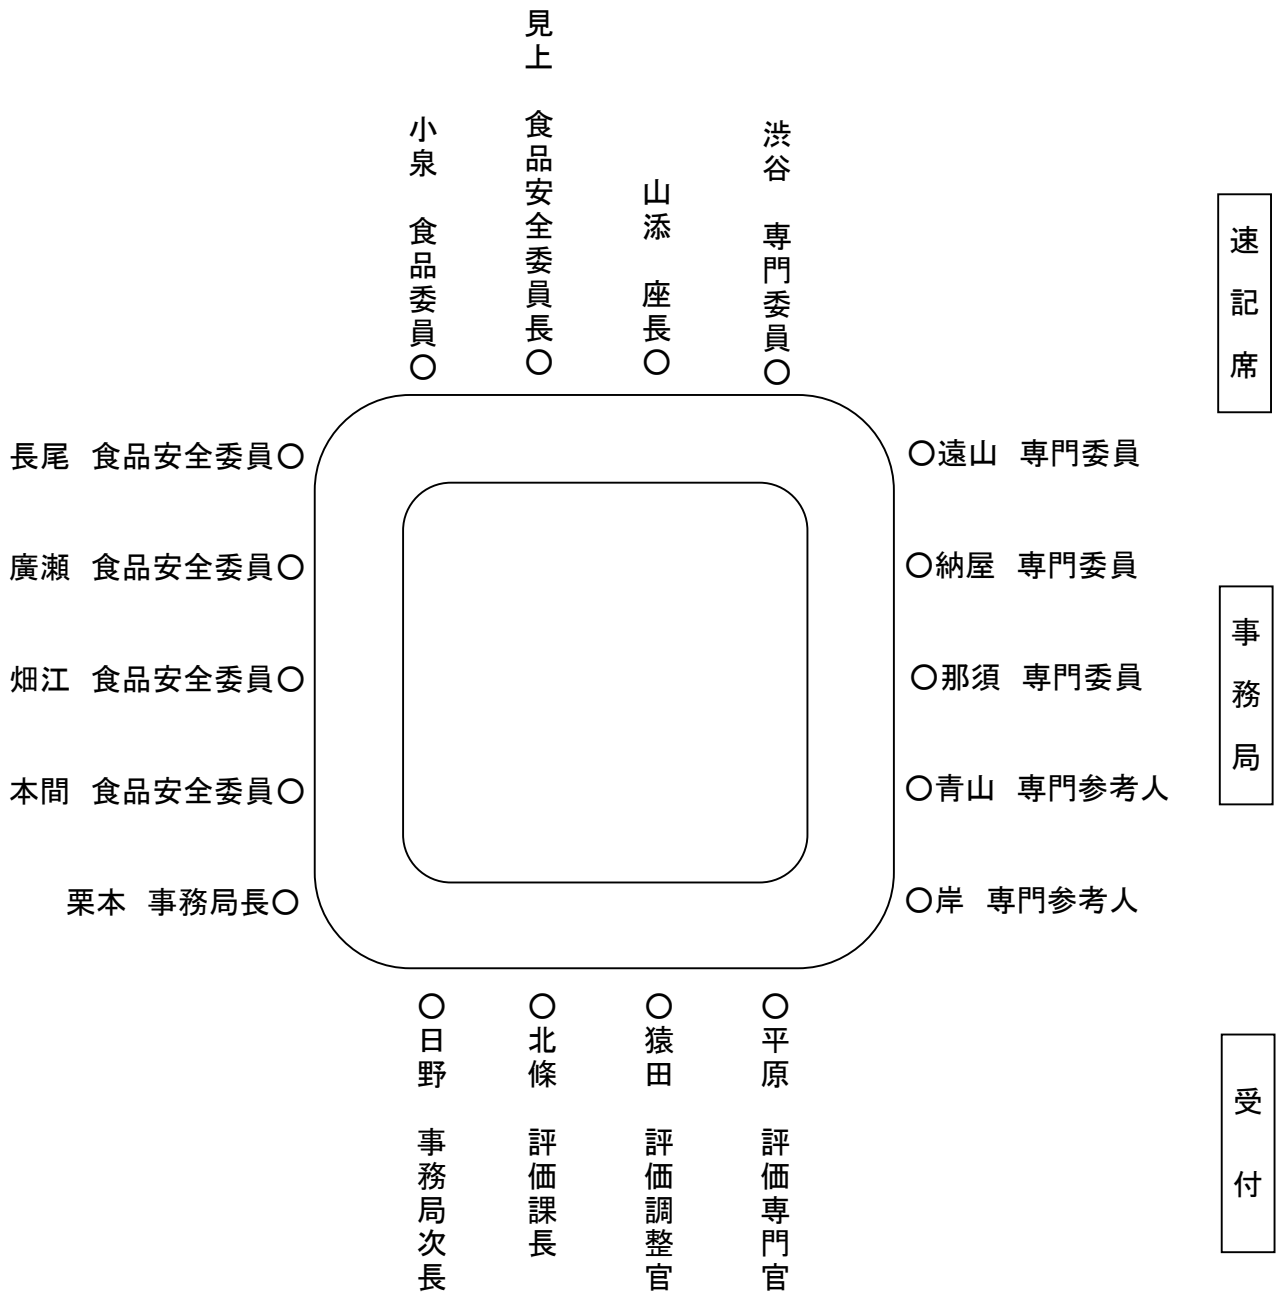 小泉　食品委員○
見上　食品安全委員長○
山添　座長○
渋谷　専門委員○
長尾　食品安全委員○
廣瀬　食品安全委員○
畑江　食品安全委員○
本間　食品安全委員○
栗本　事務局長○
○遠山　専門委員
○納屋　専門委員
○那須　専門委員
○青山　専門参考人
○岸　専門参考人
○日野　事務局次長
○北條　評価課長
○猿田　評価調整官
○平原　評価専門官
速記席
事務局
受付